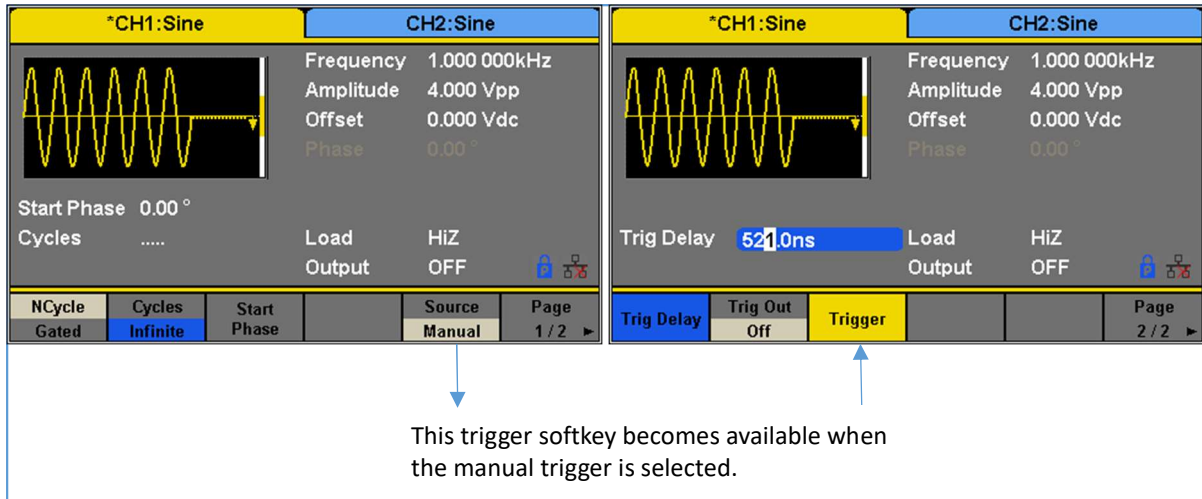 *CH1:Sine
CH2:Sine
Frequency 1.000 000kHz
Amplitude 4.000 Vpp
Offset 0.000 Vdc
Phase 0.00 °
Start Phase 0.00 °
Cycles .....
Load HiZ
Output OFF
P
NCycle
Gated
Cycles
Infinite
Start
Phase
Source
Manual
Page
1 / 2 ►
*CH1:Sine
CH2:Sine
Frequency 1.000 000kHz
Amplitude 4.000 Vpp
Offset 0.000 Vdc
Phase 0.00 °
Trig Delay 521.0ns
Load HiZ
Output OFF
P
Trig Delay
Trig Out
Off
Trigger
Page
2 / 2 ►
This trigger softkey becomes available when
the manual trigger is selected.